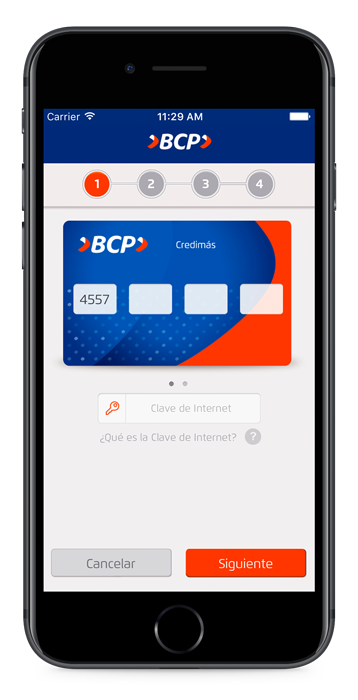 Carrier 11:29 AM
BCP
1 2 3 4
BCP Credimás
4557
Clave de Internet
¿Qué es la Clave de Internet? ?
Cancelar Siguiente